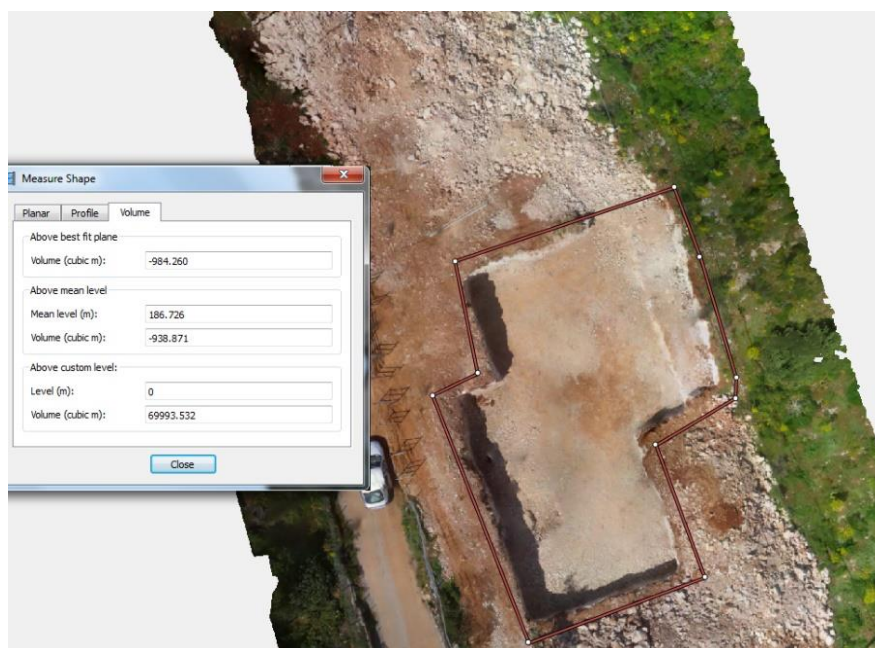 Measure Shape
Planar
Profile
Volume
Above best fit plane
Volume (cubic m):
-984.260
Above mean level
Mean level (m):
186.726
Volume (cubic m):
-938.871
Above custom level:
Level (m):
0
Volume (cubic m):
69993.532
Close